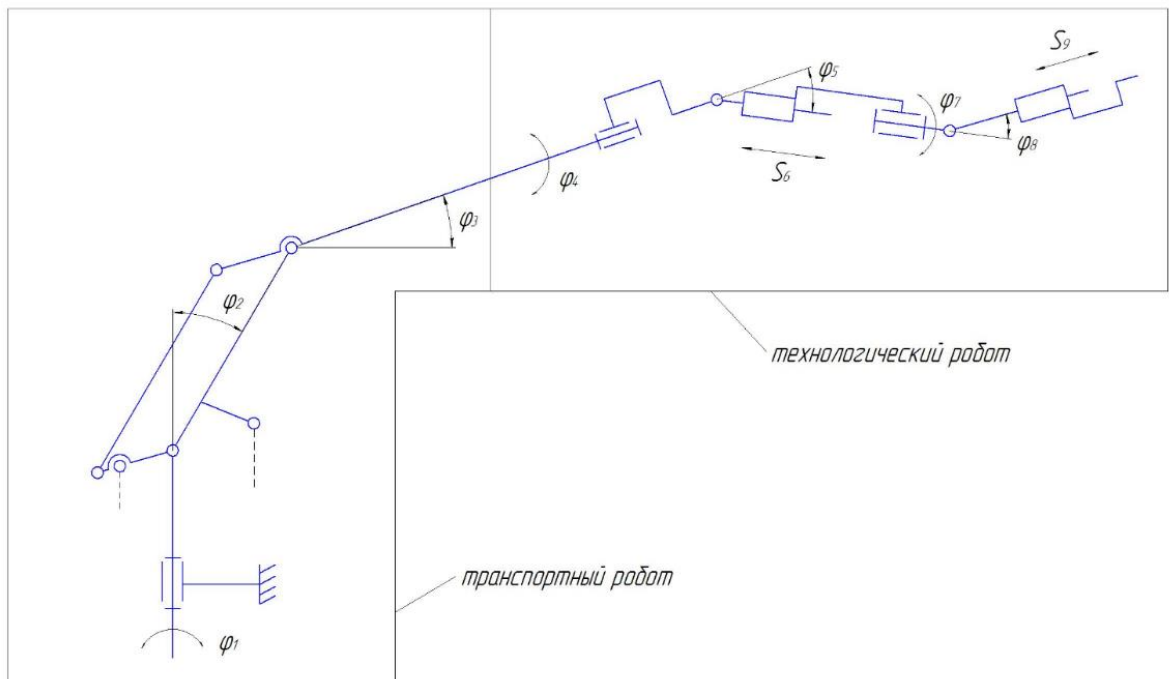 S₉
φ₅
φ₇
φ₈
S₆
φ₄
φ₃
φ₂
технологический робот
транспортный робот
φ₁